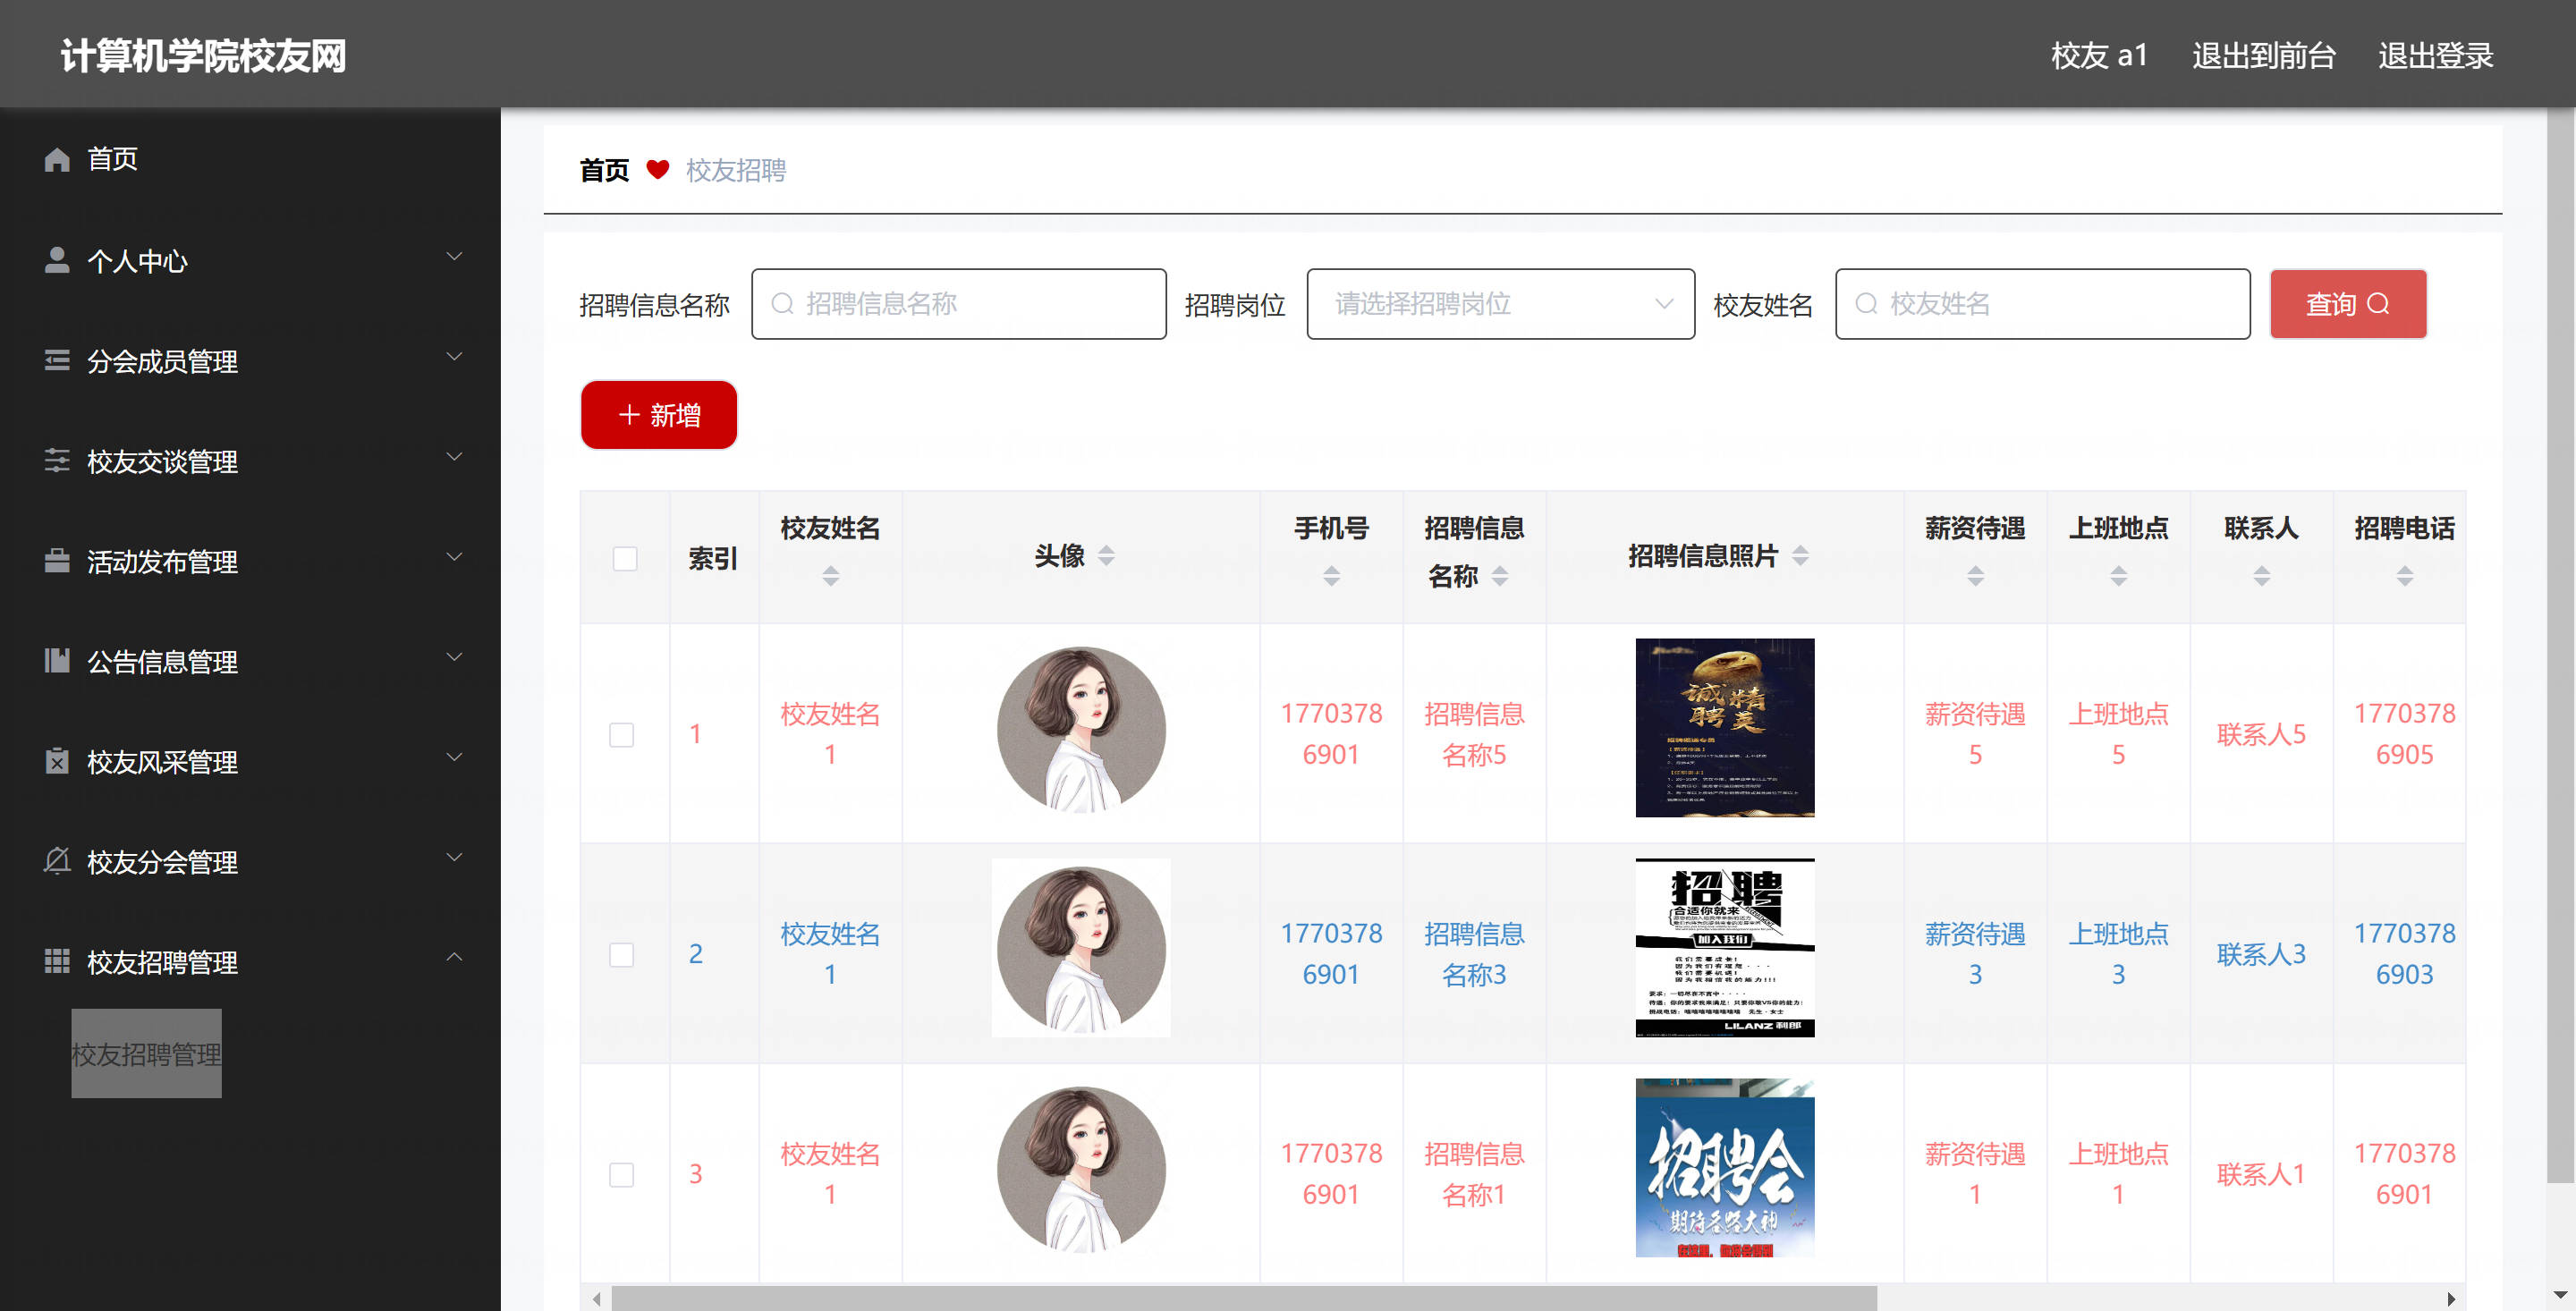 计算机学院校友网
校友 a1 退出到前台 退出登录
首页
个人中心
分会成员管理
校友交谈管理
活动发布管理
公告信息管理
校友风采管理
校友分会管理
校友招聘管理
校友招聘管理
首页 校友招聘
招聘信息名称 招聘信息名称 招聘岗位 请选择招聘岗位 校友姓名 校友姓名 查询
新增
索引 校友姓名 头像 手机号 招聘信息名称 招聘信息照片 薪资待遇 上班地点 联系人 招聘电话
1 校友姓名1 17703786901 招聘信息名称5 薪资待遇5 上班地点5 联系人5 17703786905
诚聘精英
2 校友姓名1 17703786901 招聘信息名称3 薪资待遇3 上班地点3 联系人3 17703786903
招聘
合适你就来
加入我们
LILANZ 利郎
3 校友姓名1 17703786901 招聘信息名称1 薪资待遇1 上班地点1 联系人1 17703786901
招聘会
期待各路大神